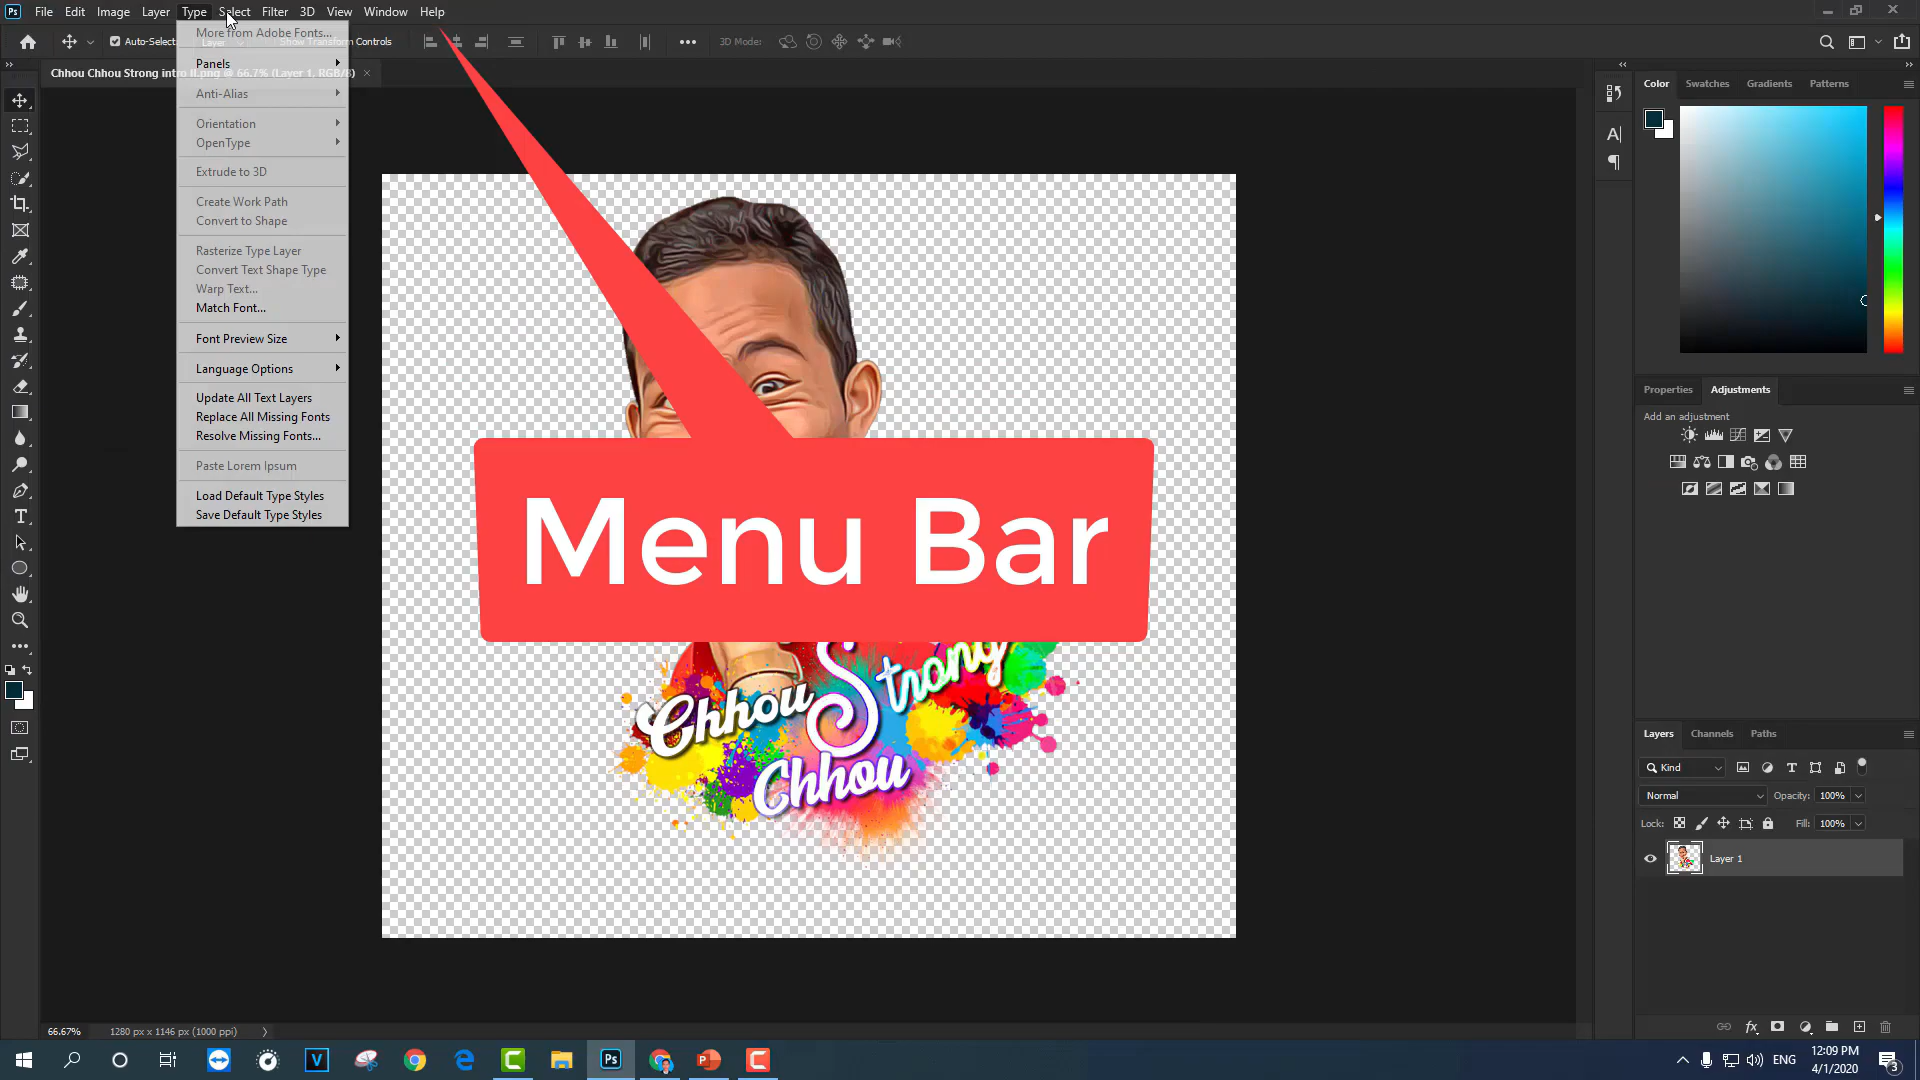 File Edit Image Layer Type Select Filter 3D View Window Help
More from Adobe Fonts...
Auto-Select: Layer Show Transform Controls
3D Mode:
Panels
Chhou Chhou Strong intro II.png @ 66.7% (Layer 1, RGB/8)
Anti-Alias
Orientation
OpenType
Extrude to 3D
Create Work Path
Convert to Shape
Rasterize Type Layer
Convert Text Shape Type
Warp Text...
Match Font...
Font Preview Size
Language Options
Update All Text Layers
Replace All Missing Fonts
Resolve Missing Fonts...
Paste Lorem Ipsum
Load Default Type Styles
Save Default Type Styles
Menu Bar
Chhou Strong
Chhou
Color Swatches Gradients Patterns
Properties Adjustments
Add an adjustment
Layers Channels Paths
Kind
Normal Opacity: 100%
Lock: Fill: 100%
Layer 1
66.67% 1280 px x 1146 px (1000 ppi)
ENG
12:09 PM
4/1/2020
3